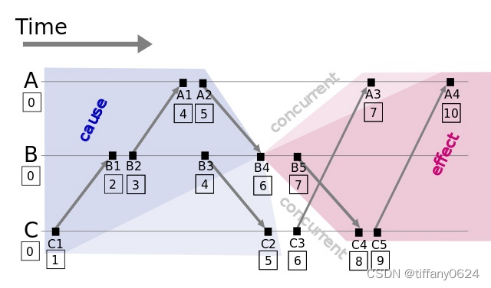 Time
A
0
A1
4
A2
5
concurrent
A3
7
A4
10
cause
effect
B
0
B1
2
B2
3
B3
4
B4
6
B5
7
concurrent
C
0
C1
1
C2
5
C3
6
C4
8
C5
9
CSDN @tiffany0624